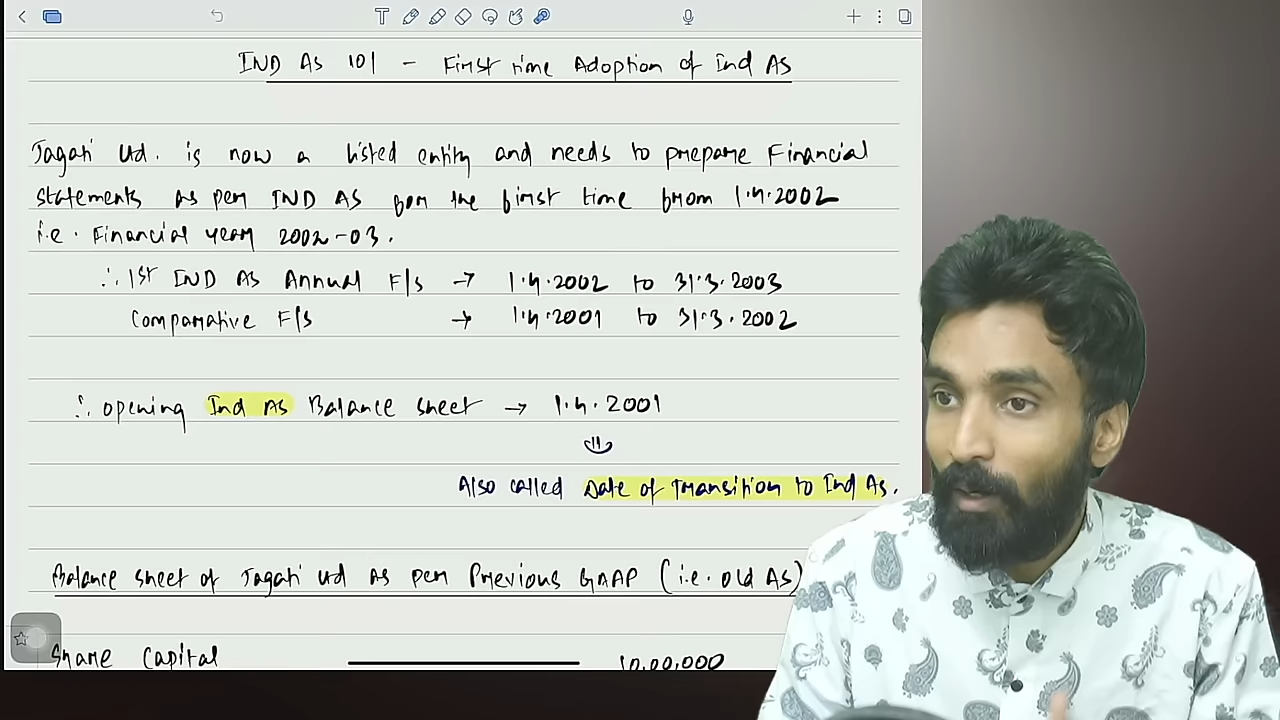 IND AS 101 - First time Adoption of Ind AS
Jagati Ltd. is now a listed entity and needs to prepare Financial
Statements as per IND AS for the first time from 1.4.2002
i.e. Financial year 2002-03.
∴ 1st IND AS Annual F/s → 1.4.2002 to 31.3.2003
Comparative F/s → 1.4.2001 to 31.3.2002
∴ opening Ind AS Balance sheet → 1.4.2001
Also called Date of Transition to Ind As.
Balance sheet of Jagati Ltd As per Previous GAAP (i.e. old AS)
Share Capital 10,00,000